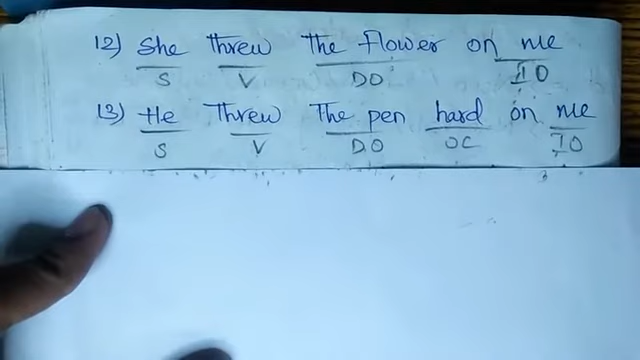 12) She Threw The flower on me
S V DO IO
13) He Threw The pen hard on me
S V DO OC IO